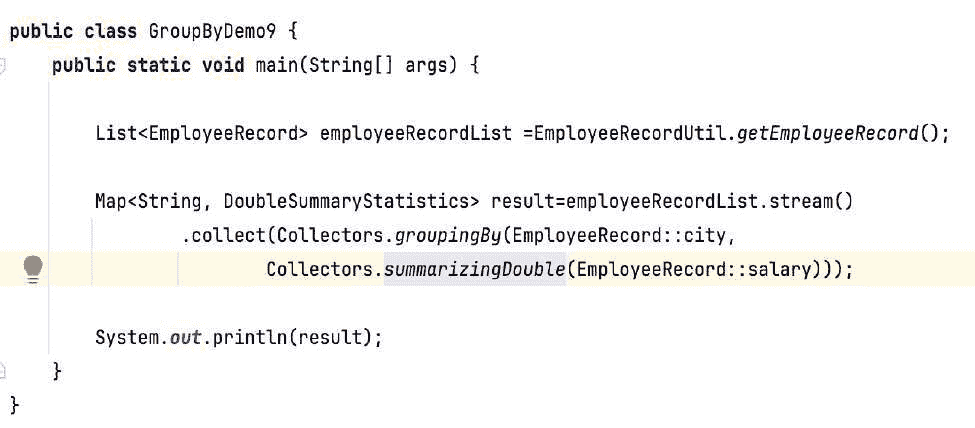 public class GroupByDemo9 {
public static void main(String[] args) {
List<EmployeeRecord> employeeRecordList =EmployeeRecordUtil.getEmployeeRecord();
Map<String, DoubleSummaryStatistics> result=employeeRecordList.stream()
.collect(Collectors.groupingBy(EmployeeRecord::city,
Collectors.summarizingDouble(EmployeeRecord::salary)));
System.out.println(result);
}
}